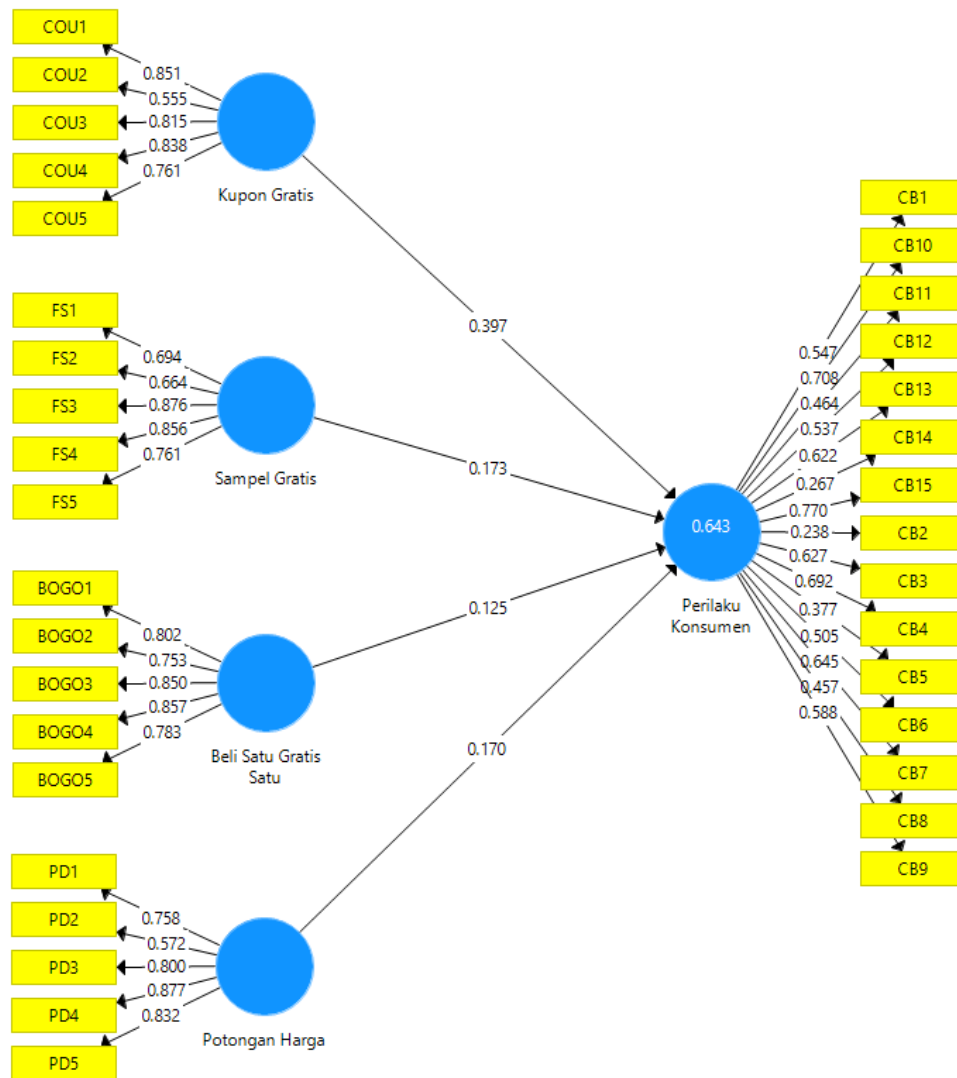 COU1
COU2
COU3
COU4
COU5
0.851
0.555
0.815
0.838
0.761
Kupon Gratis
0.397
FS1
FS2
FS3
FS4
FS5
0.694
0.664
0.876
0.856
0.761
Sampel Gratis
0.173
BOGO1
BOGO2
BOGO3
BOGO4
BOGO5
0.802
0.753
0.850
0.857
0.783
Beli Satu Gratis
Satu
0.125
PD1
PD2
PD3
PD4
PD5
0.758
0.572
0.800
0.877
0.832
Potongan Harga
0.170
0.643
Perilaku
Konsumen
0.547
0.708
0.464
0.537
0.622
0.267
0.770
0.238
0.627
0.692
0.377
0.505
0.645
0.457
0.588
CB1
CB10
CB11
CB12
CB13
CB14
CB15
CB2
CB3
CB4
CB5
CB6
CB7
CB8
CB9